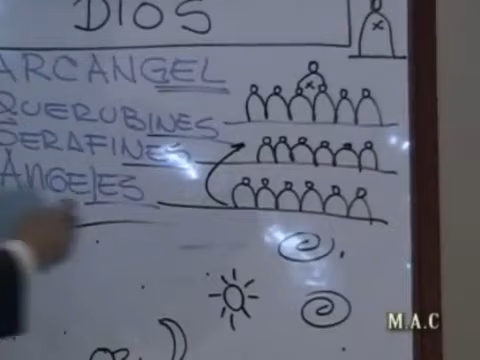 DIOS
ARCANGEL
QUERUBINES
SERAFINES
ANGELES
M.A.C